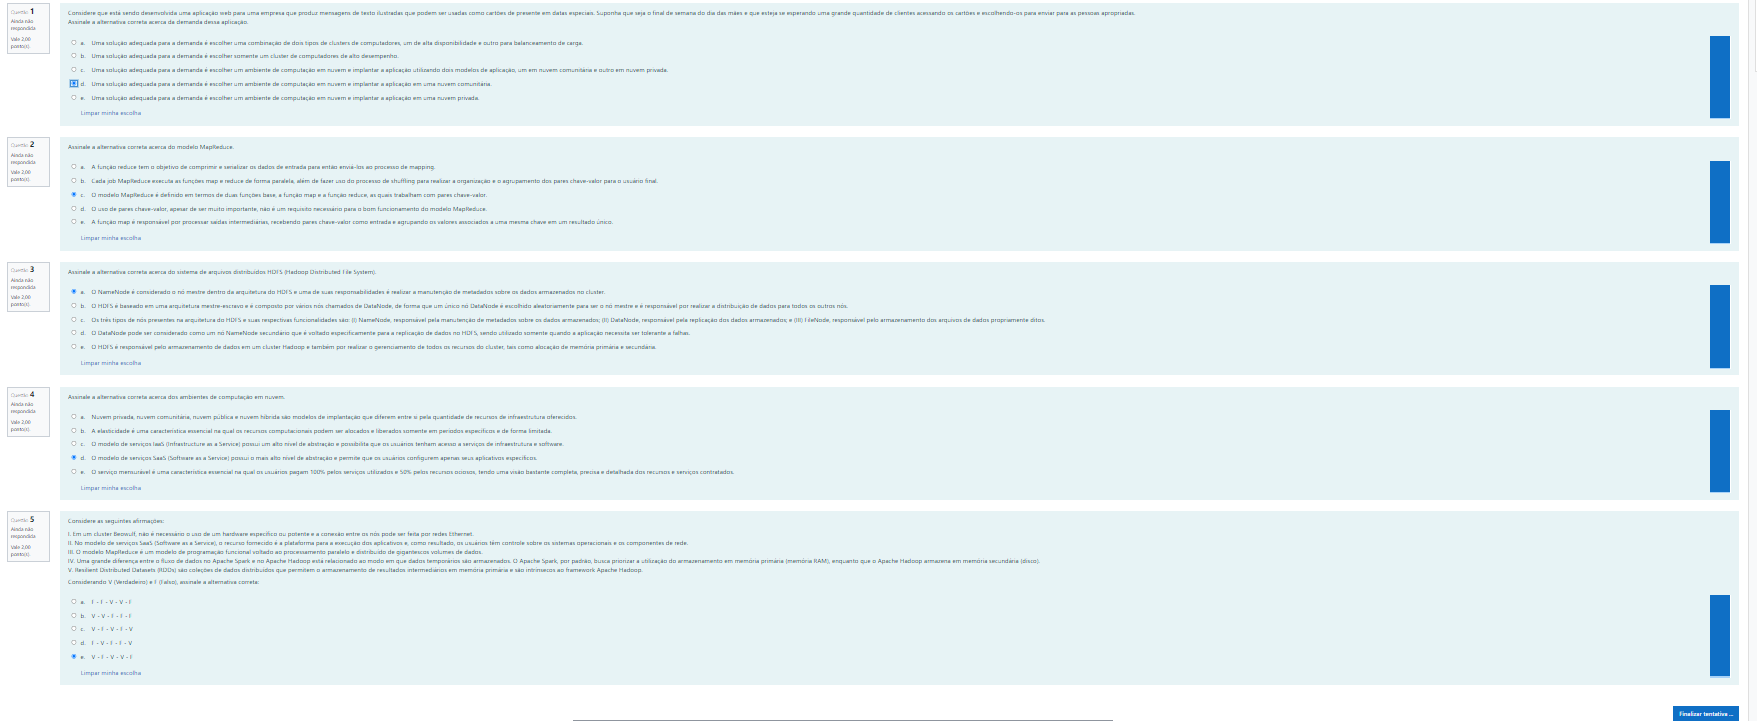 Questão 1
Ainda não
respondida
Vale 2,00
ponto(s).
Considere que está sendo desenvolvida uma aplicação web para uma empresa que produz mensagens de texto ilustradas que podem ser usadas como cartões de presente em datas especiais. Suponha que seja o final de semana do dia das mães e que esteja se esperando uma grande quantidade de clientes acessando os cartões e escolhendo-os para enviar para as pessoas apropriadas.
Assinale a alternativa correta acerca da demanda dessa aplicação.
a. Uma solução adequada para a demanda é escolher uma combinação de dois tipos de clusters de computadores, um de alta disponibilidade e outro para balanceamento de carga.
b. Uma solução adequada para a demanda é escolher somente um cluster de computadores de alto desempenho.
c. Uma solução adequada para a demanda é escolher um ambiente de computação em nuvem e implantar a aplicação utilizando dois modelos de aplicação, um em nuvem comunitária e outro em nuvem privada.
d. Uma solução adequada para a demanda é escolher um ambiente de computação em nuvem e implantar a aplicação em uma nuvem comunitária.
e. Uma solução adequada para a demanda é escolher um ambiente de computação em nuvem e implantar a aplicação em uma nuvem privada.
Limpar minha escolha
Questão 2
Ainda não
respondida
Vale 2,00
ponto(s).
Assinale a alternativa correta acerca do modelo MapReduce.
a. A função reduce tem o objetivo de comprimir e serializar os dados de entrada para então enviá-los ao processo de mapping.
b. Cada job MapReduce executa as funções map e reduce de forma paralela, além de fazer uso do processo de shuffling para realizar a organização e o agrupamento dos pares chave-valor para o usuário final.
c. O modelo MapReduce é definido em termos de duas funções base, a função map e a função reduce, as quais trabalham com pares chave-valor.
d. O uso de pares chave-valor, apesar de ser muito importante, não é um requisito necessário para o bom funcionamento do modelo MapReduce.
e. A função map é responsável por processar saídas intermediárias, recebendo pares chave-valor como entrada e agrupando os valores associados a uma mesma chave em um resultado único.
Limpar minha escolha
Questão 3
Ainda não
respondida
Vale 2,00
ponto(s).
Assinale a alternativa correta acerca do sistema de arquivos distribuídos HDFS (Hadoop Distributed File System).
a. O NameNode é considerado o nó mestre dentro da arquitetura do HDFS e uma de suas responsabilidades é realizar a manutenção de metadados sobre os dados armazenados no cluster.
b. O HDFS é baseado em uma arquitetura mestre-escravo e é composto por vários nós chamados de DataNode, de forma que um único nó DataNode é escolhido aleatoriamente para ser o nó mestre e é responsável por realizar a distribuição de dados para todos os outros nós.
c. Os três tipos de nós presentes na arquitetura do HDFS e suas respectivas funcionalidades são: (I) NameNode, responsável pela manutenção de metadados sobre os dados armazenados; (II) DataNode, responsável pela replicação dos dados armazenados; e (III) FileNode, responsável pelo armazenamento dos arquivos de dados propriamente ditos.
d. O DataNode pode ser considerado como um nó NameNode secundário que é voltado especificamente para a replicação de dados no HDFS, sendo utilizado somente quando a aplicação necessita ser tolerante a falhas.
e. O HDFS é responsável pelo armazenamento de dados em um cluster Hadoop e também por realizar o gerenciamento de todos os recursos do cluster, tais como alocação de memória primária e secundária.
Limpar minha escolha
Questão 4
Ainda não
respondida
Vale 2,00
ponto(s).
Assinale a alternativa correta acerca dos ambientes de computação em nuvem.
a. Nuvem privada, nuvem comunitária, nuvem pública e nuvem híbrida são modelos de implantação que diferem entre si pela quantidade de recursos de infraestrutura oferecidos.
b. A elasticidade é uma característica essencial na qual os recursos computacionais podem ser alocados e liberados somente em períodos específicos e de forma limitada.
c. O modelo de serviços IaaS (Infrastructure as a Service) possui um alto nível de abstração e possibilita que os usuários tenham acesso a serviços de infraestrutura e software.
d. O modelo de serviços SaaS (Software as a Service) possui o mais alto nível de abstração e permite que os usuários configurem apenas seus aplicativos específicos.
e. O serviço mensurável é uma característica essencial na qual os usuários pagam 100% pelos serviços utilizados e 50% pelos recursos ociosos, tendo uma visão bastante completa, precisa e detalhada dos recursos e serviços contratados.
Limpar minha escolha
Questão 5
Ainda não
respondida
Vale 2,00
ponto(s).
Considere as seguintes afirmações:
I. Em um cluster Beowulf, não é necessário o uso de um hardware específico ou potente e a conexão entre os nós pode ser feita por redes Ethernet.
II. No modelo de serviços SaaS (Software as a Service), o recurso fornecido é a plataforma para a execução dos aplicativos e, como resultado, os usuários têm controle sobre os sistemas operacionais e os componentes de rede.
III. O modelo MapReduce é um modelo de programação funcional voltado ao processamento paralelo e distribuído de gigantescos volumes de dados.
IV. Uma grande diferença entre o fluxo de dados no Apache Spark e no Apache Hadoop está relacionado ao modo em que dados temporários são armazenados. O Apache Spark, por padrão, busca priorizar a utilização do armazenamento em memória primária (memória RAM), enquanto que o Apache Hadoop armazena em memória secundária (disco).
V. Resilient Distributed Datasets (RDDs) são coleções de dados distribuídos que permitem o armazenamento de resultados intermediários em memória primária e são intrínsecos ao framework Apache Hadoop.
Considerando V (Verdadeiro) e F (Falso), assinale a alternativa correta:
a. F - F - V - V - F
b. V - V - F - F - F
c. V - F - V - F - V
d. F - V - F - F - V
e. V - F - V - V - F
Limpar minha escolha
Finalizar tentativa ...